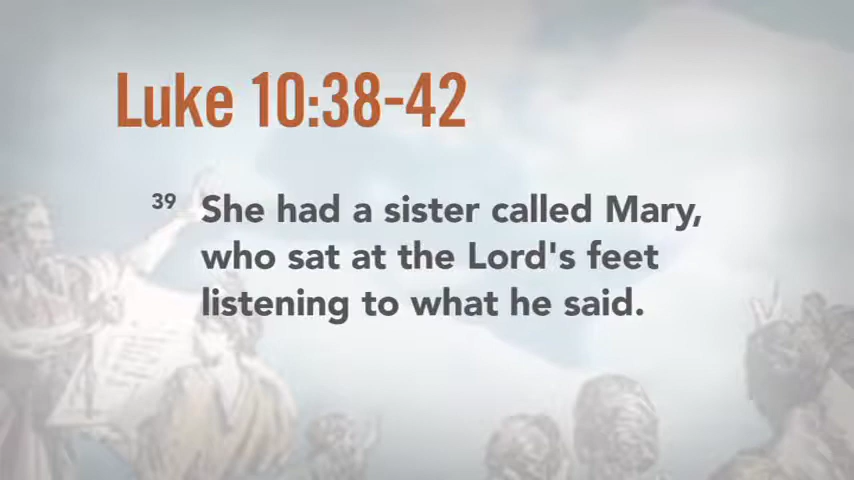 Luke 10:38-42
39 She had a sister called Mary,
who sat at the Lord's feet
listening to what he said.